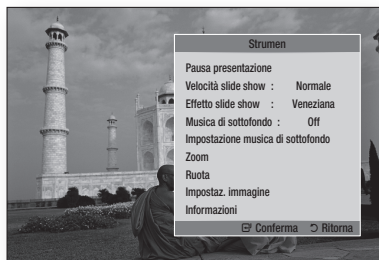 Strumen
Pausa presentazione
Velocità slide show : Normale
Effetto slide show : Veneziana
Musica di sottofondo : Off
Impostazione musica di sottofondo
Zoom
Ruota
Impostaz. immagine
Informazioni
Conferma Ritorna